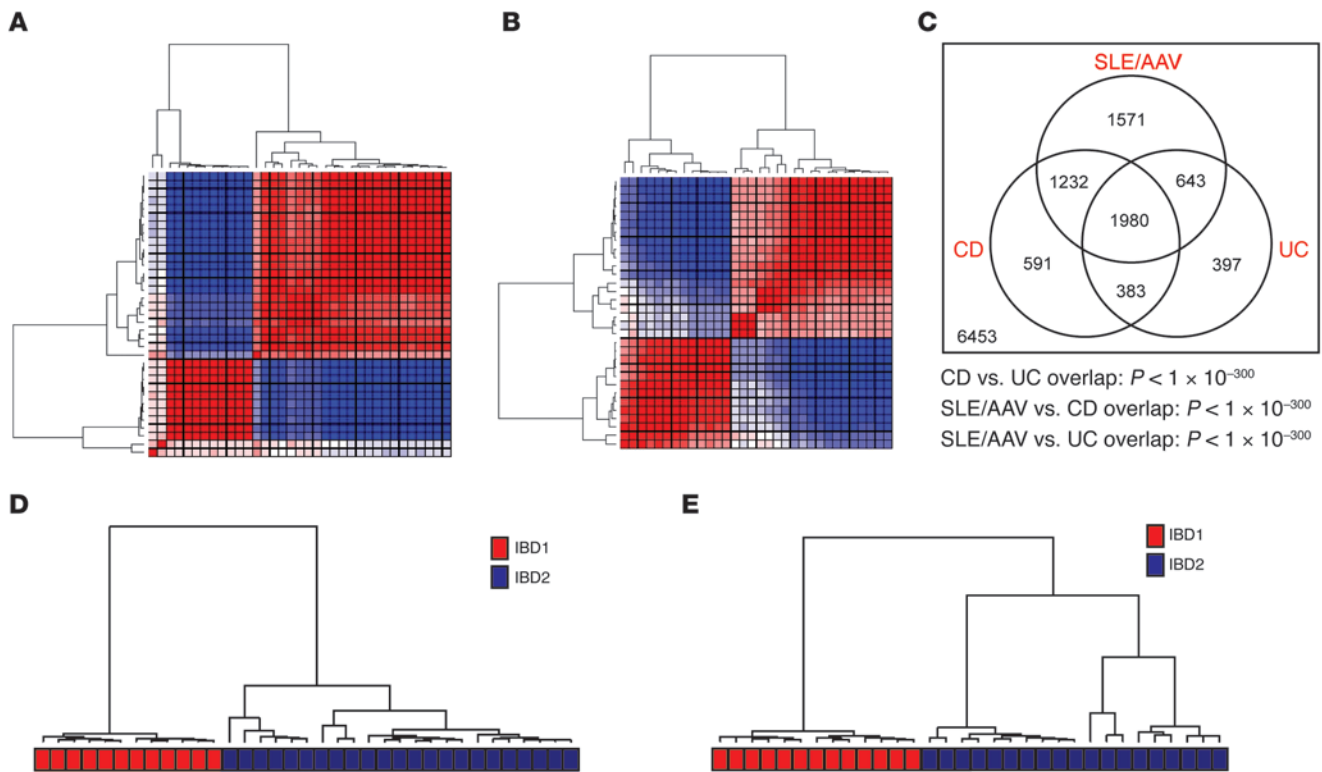 A
B
C
SLE/AAV
1571
1232
643
1980
CD
UC
591
397
383
6453
CD vs. UC overlap: P < 1 × 10⁻³⁰⁰
SLE/AAV vs. CD overlap: P < 1 × 10⁻³⁰⁰
SLE/AAV vs. UC overlap: P < 1 × 10⁻³⁰⁰
D
IBD1
IBD2
E
IBD1
IBD2